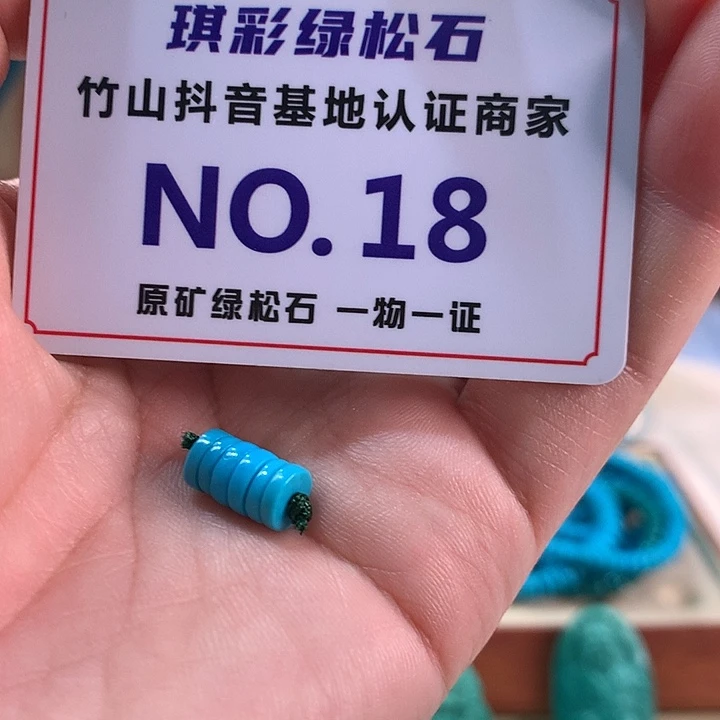 琪彩绿松石
竹山抖音基地认证商家
NO.18
原矿绿松石 一物一证